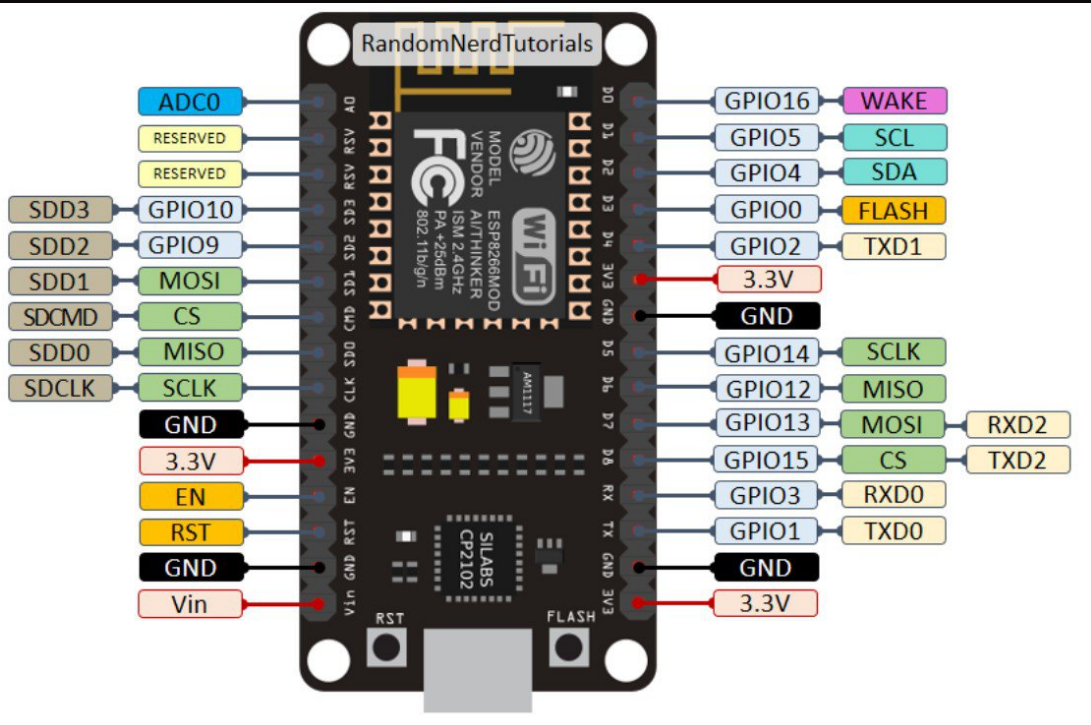 RandomNerdTutorials
ADC0
RESERVED
RESERVED
SDD3 GPIO10
SDD2 GPIO9
SDD1 MOSI
SDCMD CS
SDD0 MISO
SDCLK SCLK
GND
3.3V
EN
RST
GND
Vin
A0
RSV
RSV
SD3
SD2
SD1
CMD
SD0
CLK
GND
3V3
EN
RST
GND
Vin
MODEL ESP8266MOD
VENDOR AI/THINKER
ISM 2.4GHz
PA +25dBm
802.11b/g/n
FC
Wi Fi
AM1117
SILABS
CP2102
RST
FLASH
D0
D1
D2
D3
D4
3V3
GND
D5
D6
D7
D8
RX
TX
GND
3V3
GPIO16 WAKE
GPIO5 SCL
GPIO4 SDA
GPIO0 FLASH
GPIO2 TXD1
3.3V
GND
GPIO14 SCLK
GPIO12 MISO
GPIO13 MOSI RXD2
GPIO15 CS TXD2
GPIO3 RXD0
GPIO1 TXD0
GND
3.3V